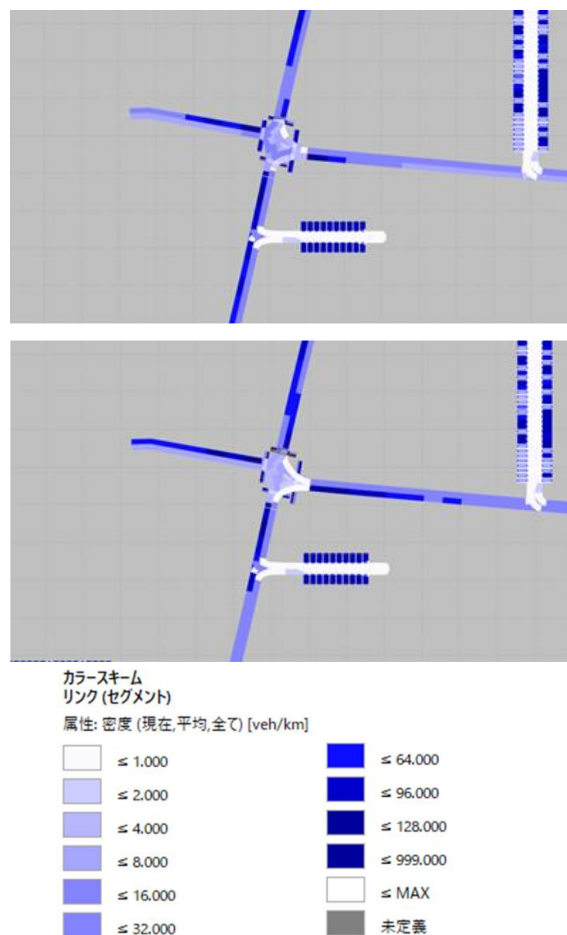 カラースキーム
リンク (セグメント)
属性: 密度 (現在,平均,全て) [veh/km]
≤ 1.000
≤ 2.000
≤ 4.000
≤ 8.000
≤ 16.000
≤ 32.000
≤ 64.000
≤ 96.000
≤ 128.000
≤ 999.000
≤ MAX
未定義